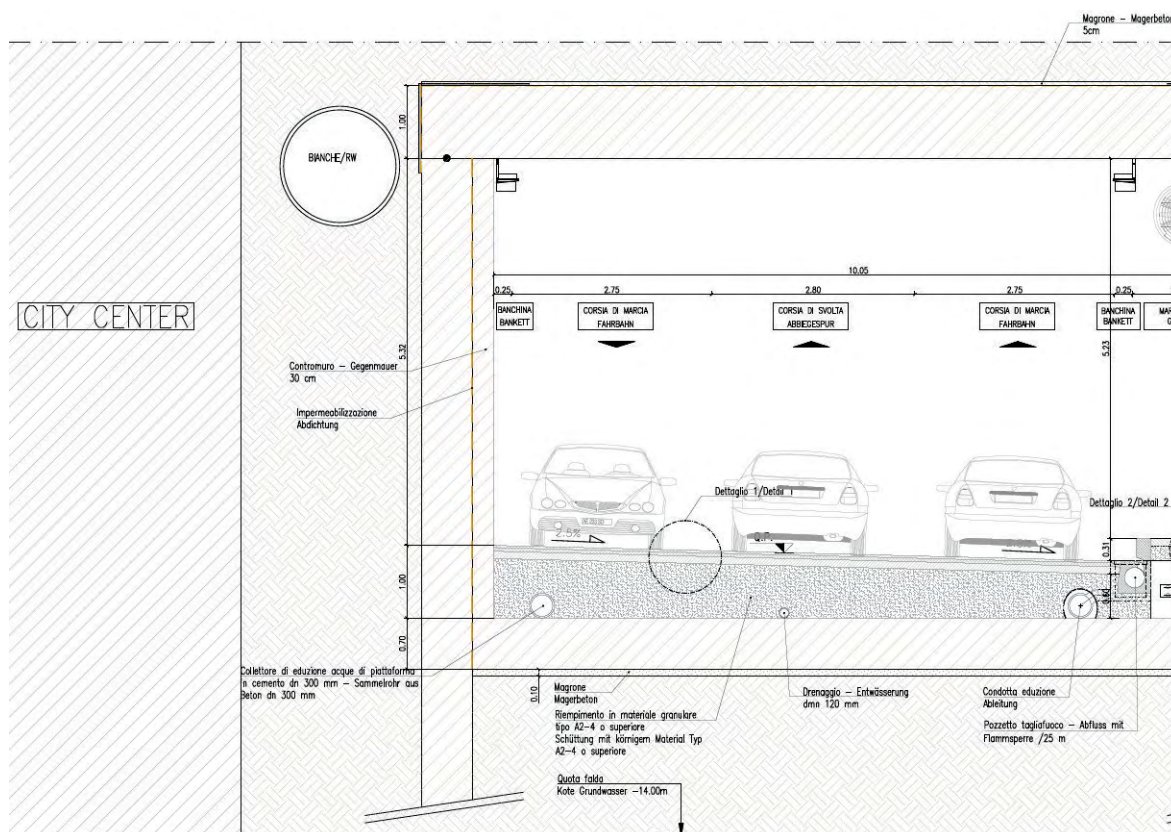 Magrone – Magerbeton
5cm
1.00
BIANCHE/RW
10.05
0.25
2.75
2.80
2.75
0.25
CITY CENTER
BANCHINA
BANKETT
CORSIA DI MARCIA
FAHRBAHN
CORSIA DI SVOLTA
ABBIEGESPUR
CORSIA DI MARCIA
FAHRBAHN
BANCHINA
BANKETT
5.32
5.23
Contromuro – Gegenmauer
30 cm
Impermeabilizzazione
Abdichtung
Dettaglio 1/Detail 1
Dettaglio 2/Detail 2
2.5%
0.31
1.00
0.60
0.70
Collettore di eduzione acque di piattaforma
in cemento dn 300 mm – Sammelrohr aus
Beton dn 300 mm
0.10
Magrone
Magerbeton
Riempimento in materiale granulare
tipo A2-4 o superiore
Schüttung mit körnigem Material Typ
A2-4 o superiore
Drenaggio – Entwässerung
dmn 120 mm
Condotta eduzione
Ableitung
Pozzetto tagliafuoco – Abfluss mit
Flammsperre /25 m
Quota falda
Kote Grundwasser -14.00m